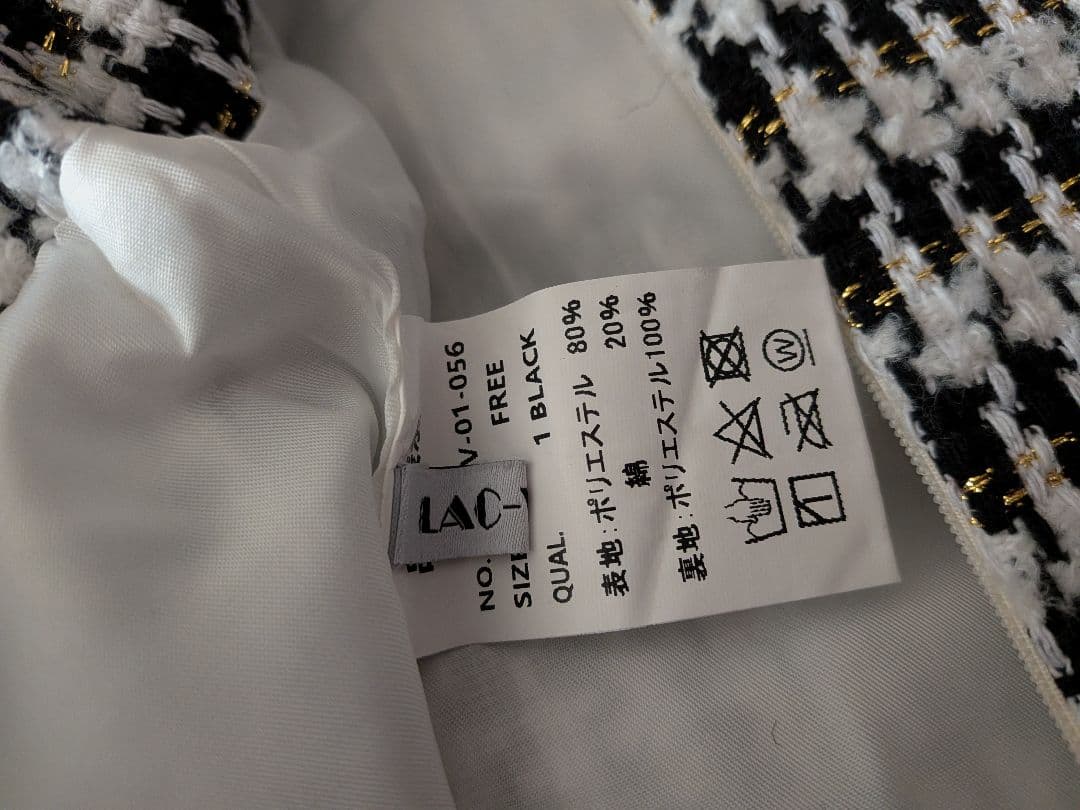 V-01-056
NO.
SIZE FREE
1 BLACK
QUAL.
表地:ポリエステル 80%
綿 20%
裏地:ポリエステル100%
LAC
W